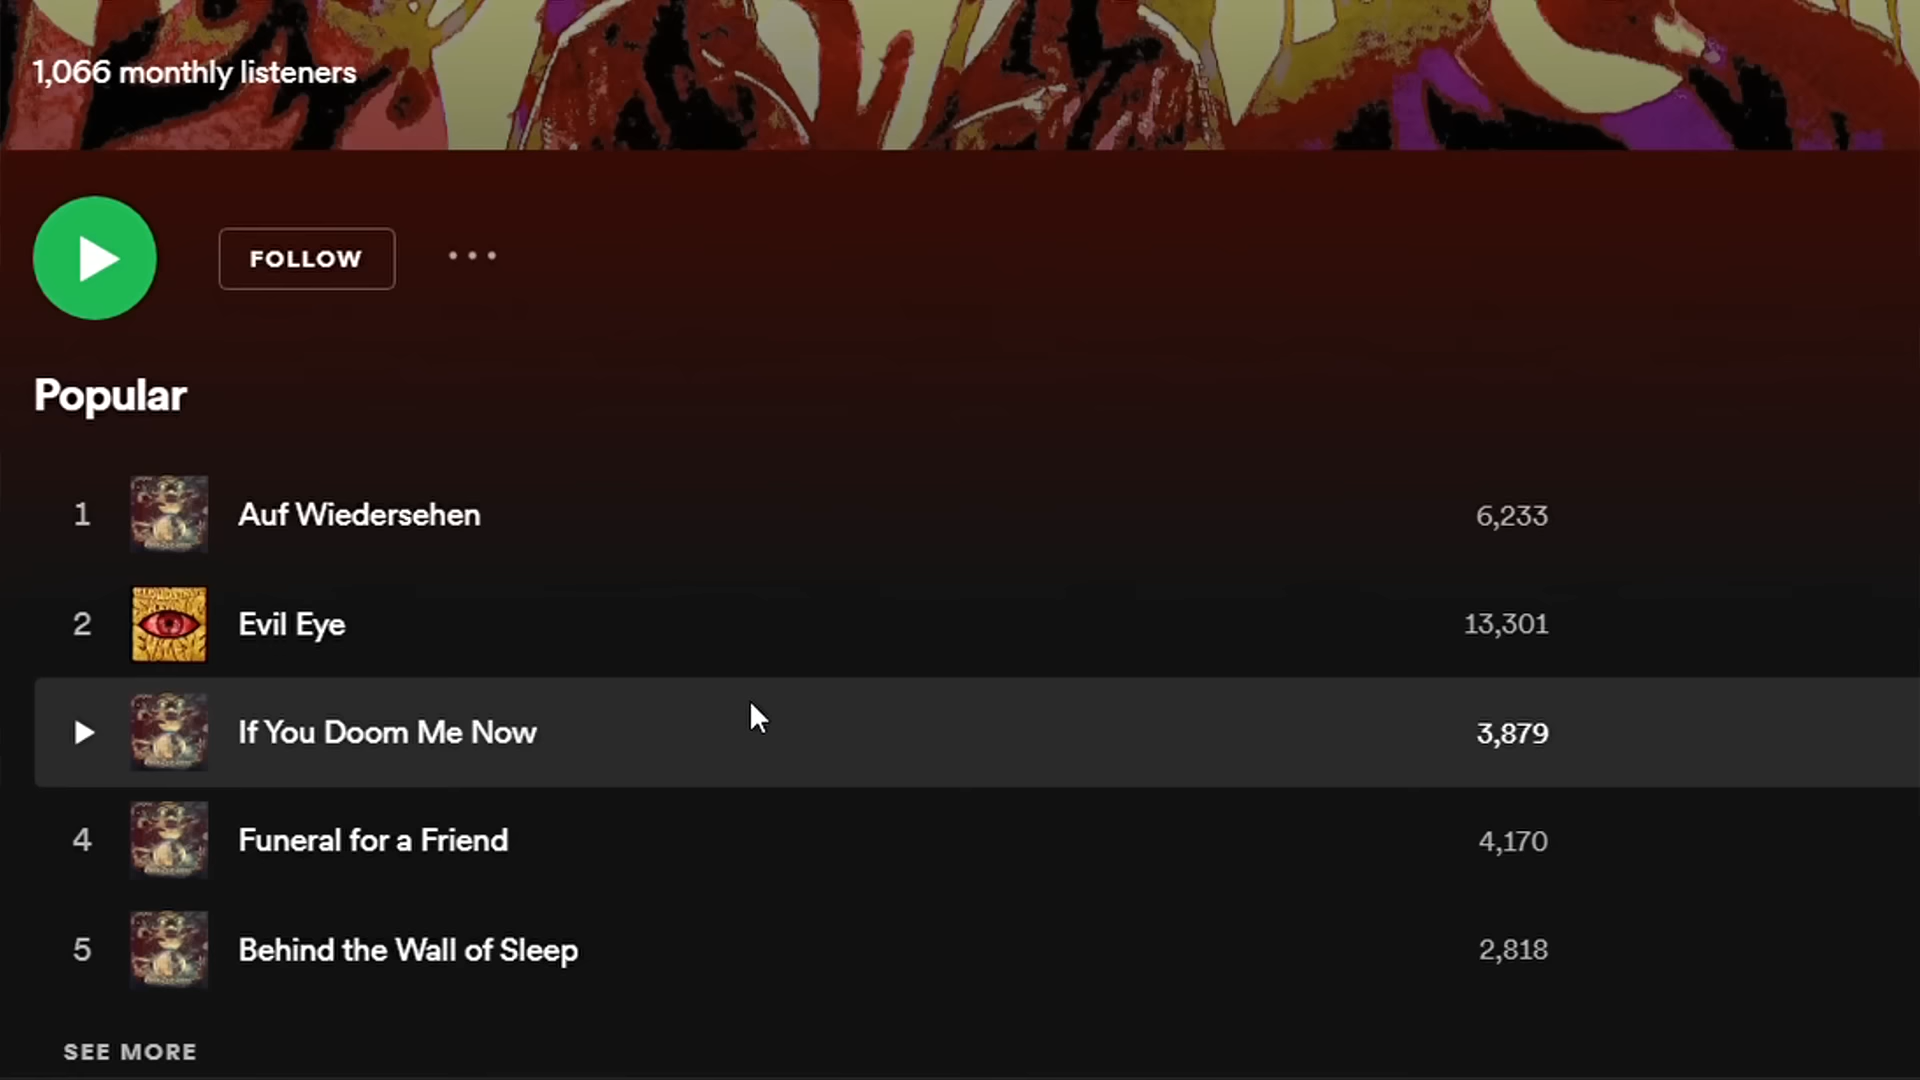 1,066 monthly listeners
FOLLOW
Popular
1 Auf Wiedersehen 6,233
2 Evil Eye 13,301
If You Doom Me Now 3,879
4 Funeral for a Friend 4,170
5 Behind the Wall of Sleep 2,818
SEE MORE